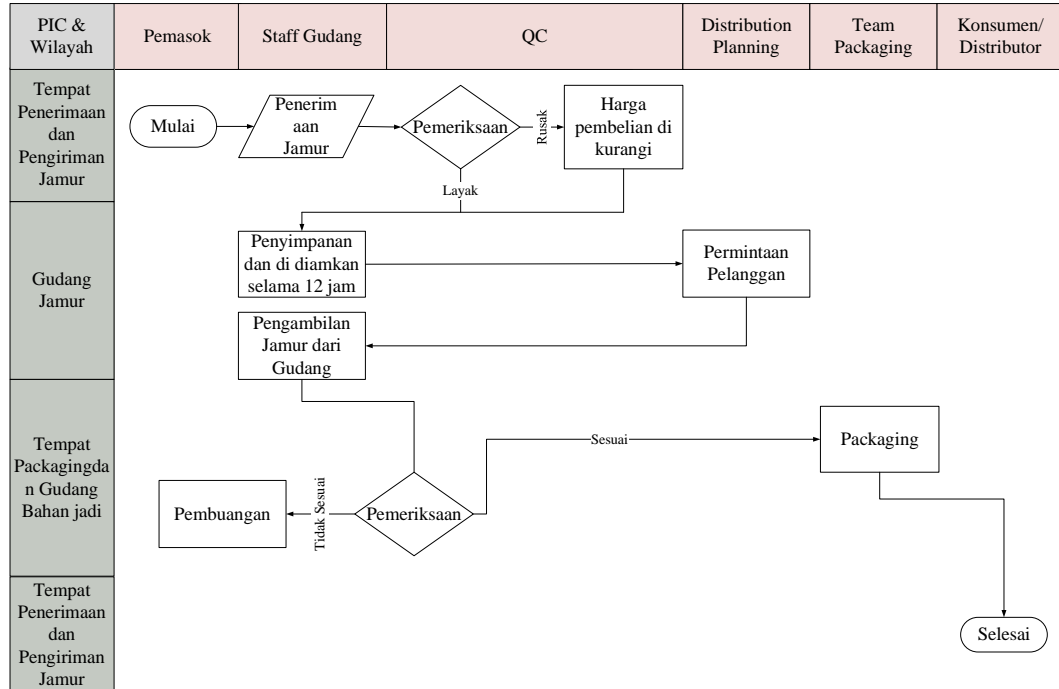 PIC &
Wilayah
Pemasok
Staff Gudang
QC
Distribution
Planning
Team
Packaging
Konsumen/
Distributor
Tempat
Penerimaan
dan
Pengiriman
Jamur
Mulai
Penerim
aan
Jamur
Pemeriksaan
Rusak
Harga
pembelian di
kurangi
Layak
Gudang
Jamur
Penyimpanan
dan di diamkan
selama 12 jam
Permintaan
Pelanggan
Pengambilan
Jamur dari
Gudang
Tempat
Packagingda
n Gudang
Bahan jadi
Pembuangan
Tidak Sesuai
Pemeriksaan
Sesuai
Packaging
Tempat
Penerimaan
dan
Pengiriman
Jamur
Selesai